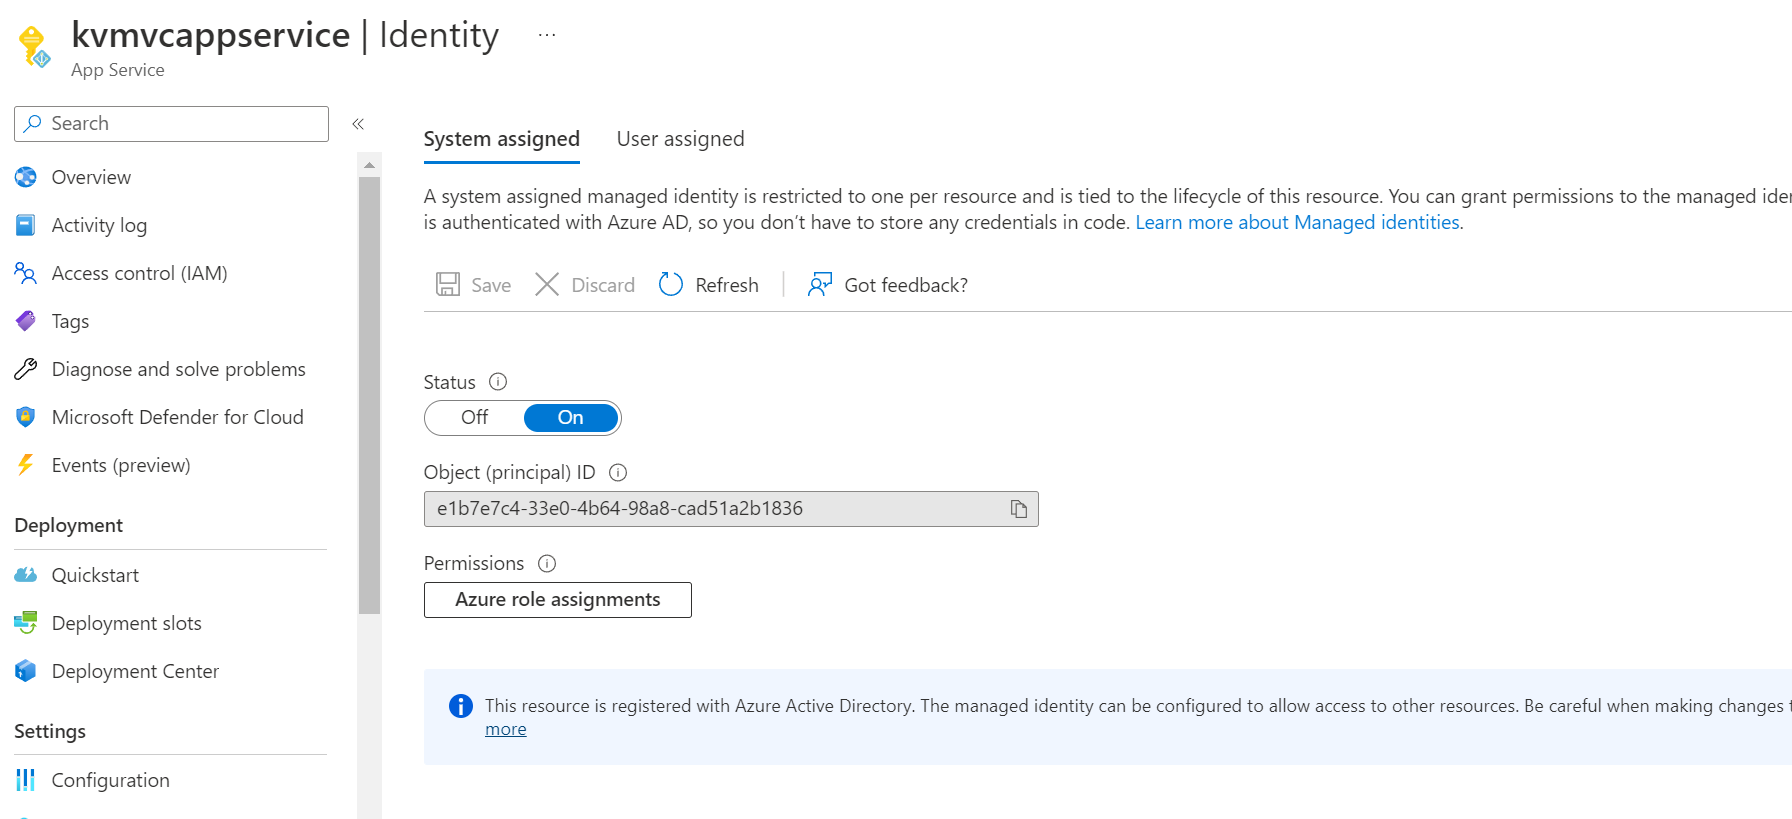 kvmvcappservice | Identity ...
App Service
Search
«
Overview
Activity log
Access control (IAM)
Tags
Diagnose and solve problems
Microsoft Defender for Cloud
Events (preview)
Deployment
Quickstart
Deployment slots
Deployment Center
Settings
Configuration
System assigned User assigned
A system assigned managed identity is restricted to one per resource and is tied to the lifecycle of this resource. You can grant permissions to the managed
is authenticated with Azure AD, so you don’t have to store any credentials in code. Learn more about Managed identities.
Save Discard Refresh | Got feedback?
Status
Off On
Object (principal) ID
e1b7e7c4-33e0-4b64-98a8-cad51a2b1836
Permissions
Azure role assignments
This resource is registered with Azure Active Directory. The managed identity can be configured to allow access to other resources. Be careful when making changes
more